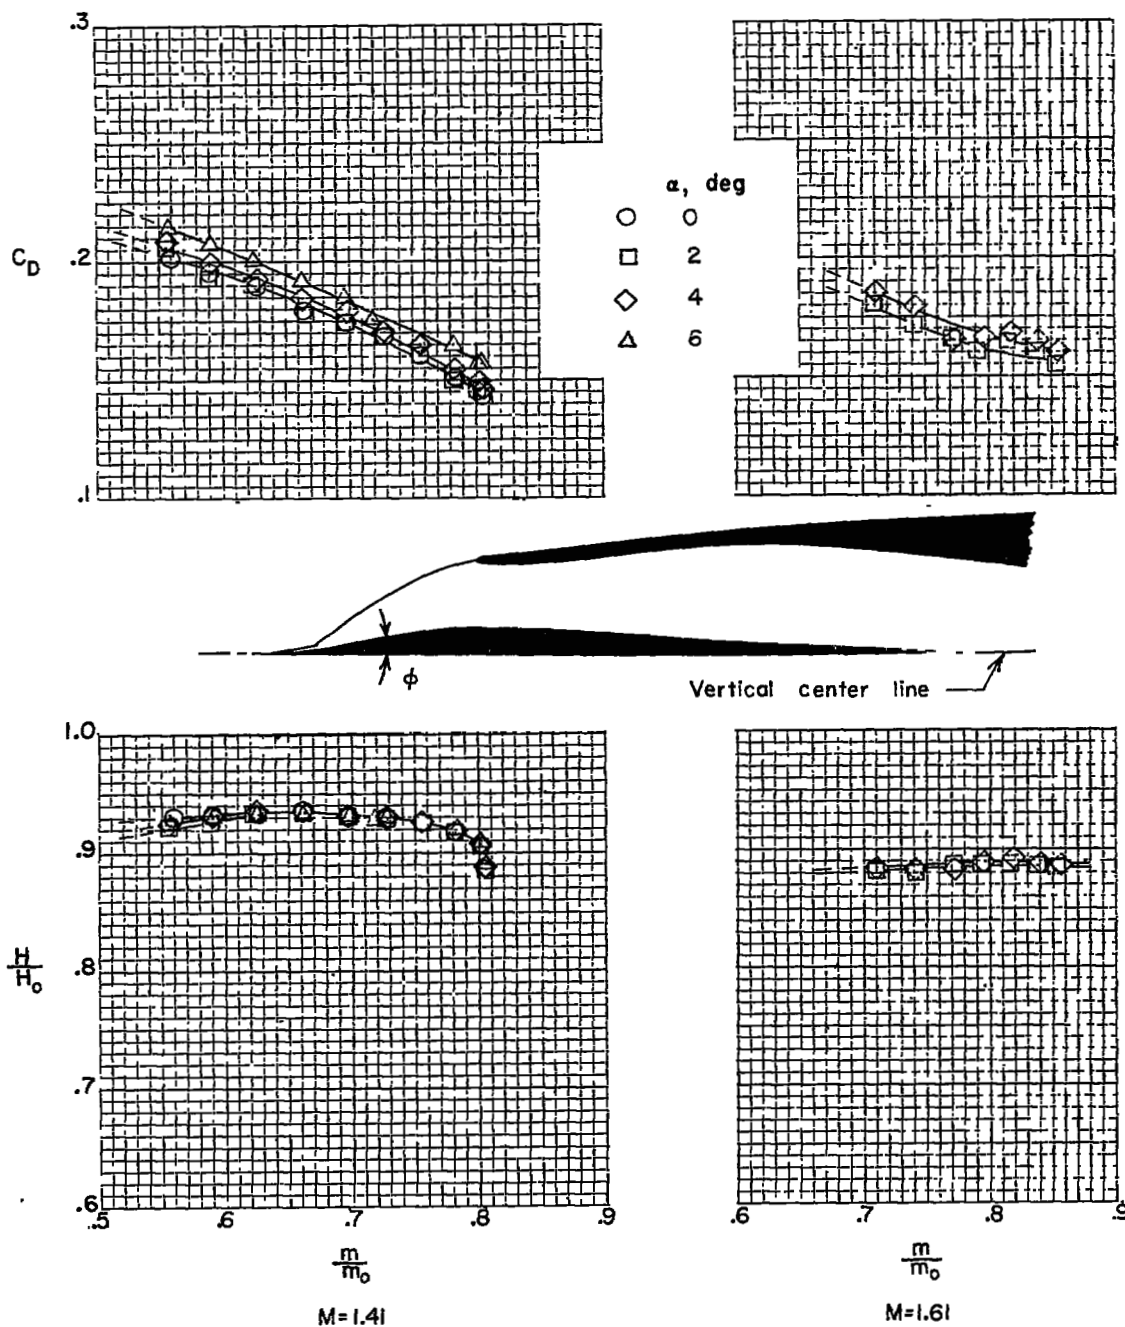 .3
C_D
.2
.1
α, deg
○ 0
□ 2
◇ 4
△ 6
φ
Vertical center line
1.0
.9
H/H₀
.8
.7
.6
.5 .6 .7 .8 .9
.6 .7 .8 .9
m/m₀
m/m₀
M=1.41
M=1.61